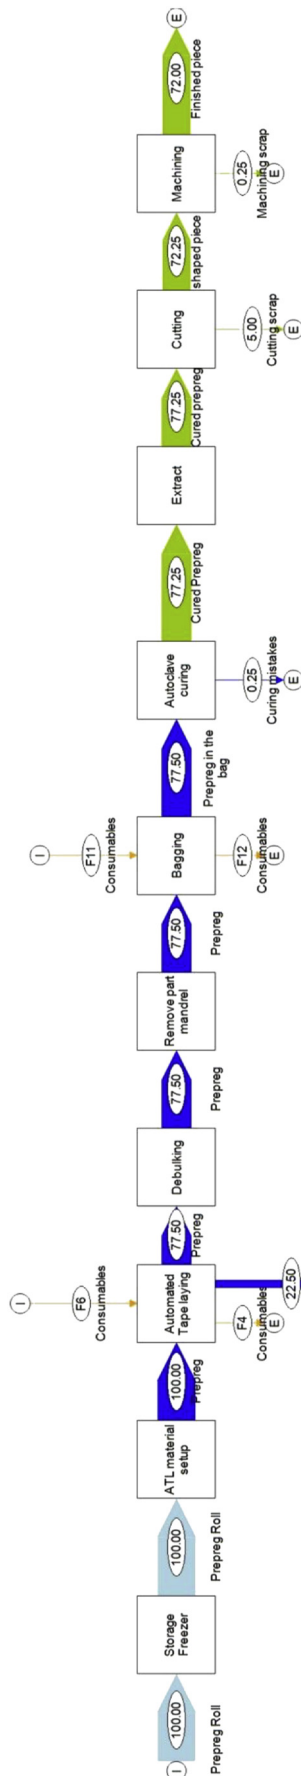 I
100.00
Prepreg Roll
Storage
Freezer
100.00
Prepreg Roll
ATL material
setup
100.00
Prepreg
I
F6
Consumables
Automated
Tape laying
F4
Consumables
E
22.50
77.50
Prepreg
Debulking
77.50
Prepreg
Remove part
mandrel
77.50
Prepreg
I
F11
Consumables
Bagging
F12
Consumables
E
77.50
Prepreg in the
bag
Autoclave
curing
0.25
Curing mistakes
E
77.25
Cured Prepreg
Extract
77.25
Cured prepreg
Cutting
5.00
Cutting scrap
E
72.25
shaped piece
Machining
0.25
Machining scrap
E
72.00
Finished piece
E